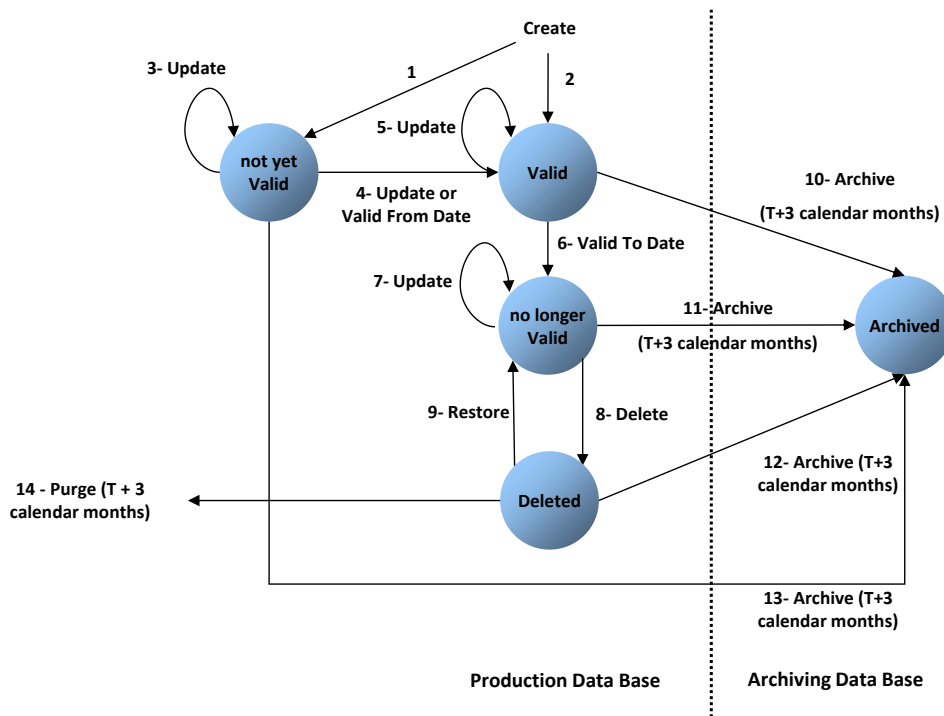 Create
3- Update
1
2
5- Update
not yet
Valid
Valid
10- Archive
(T+3 calendar months)
4- Update or
Valid From Date
6- Valid To Date
7- Update
no longer
Valid
11- Archive
(T+3 calendar months)
Archived
9- Restore
8- Delete
12- Archive (T+3
calendar months)
14 - Purge (T + 3
calendar months)
Deleted
13- Archive (T+3
calendar months)
Production Data Base
Archiving Data Base